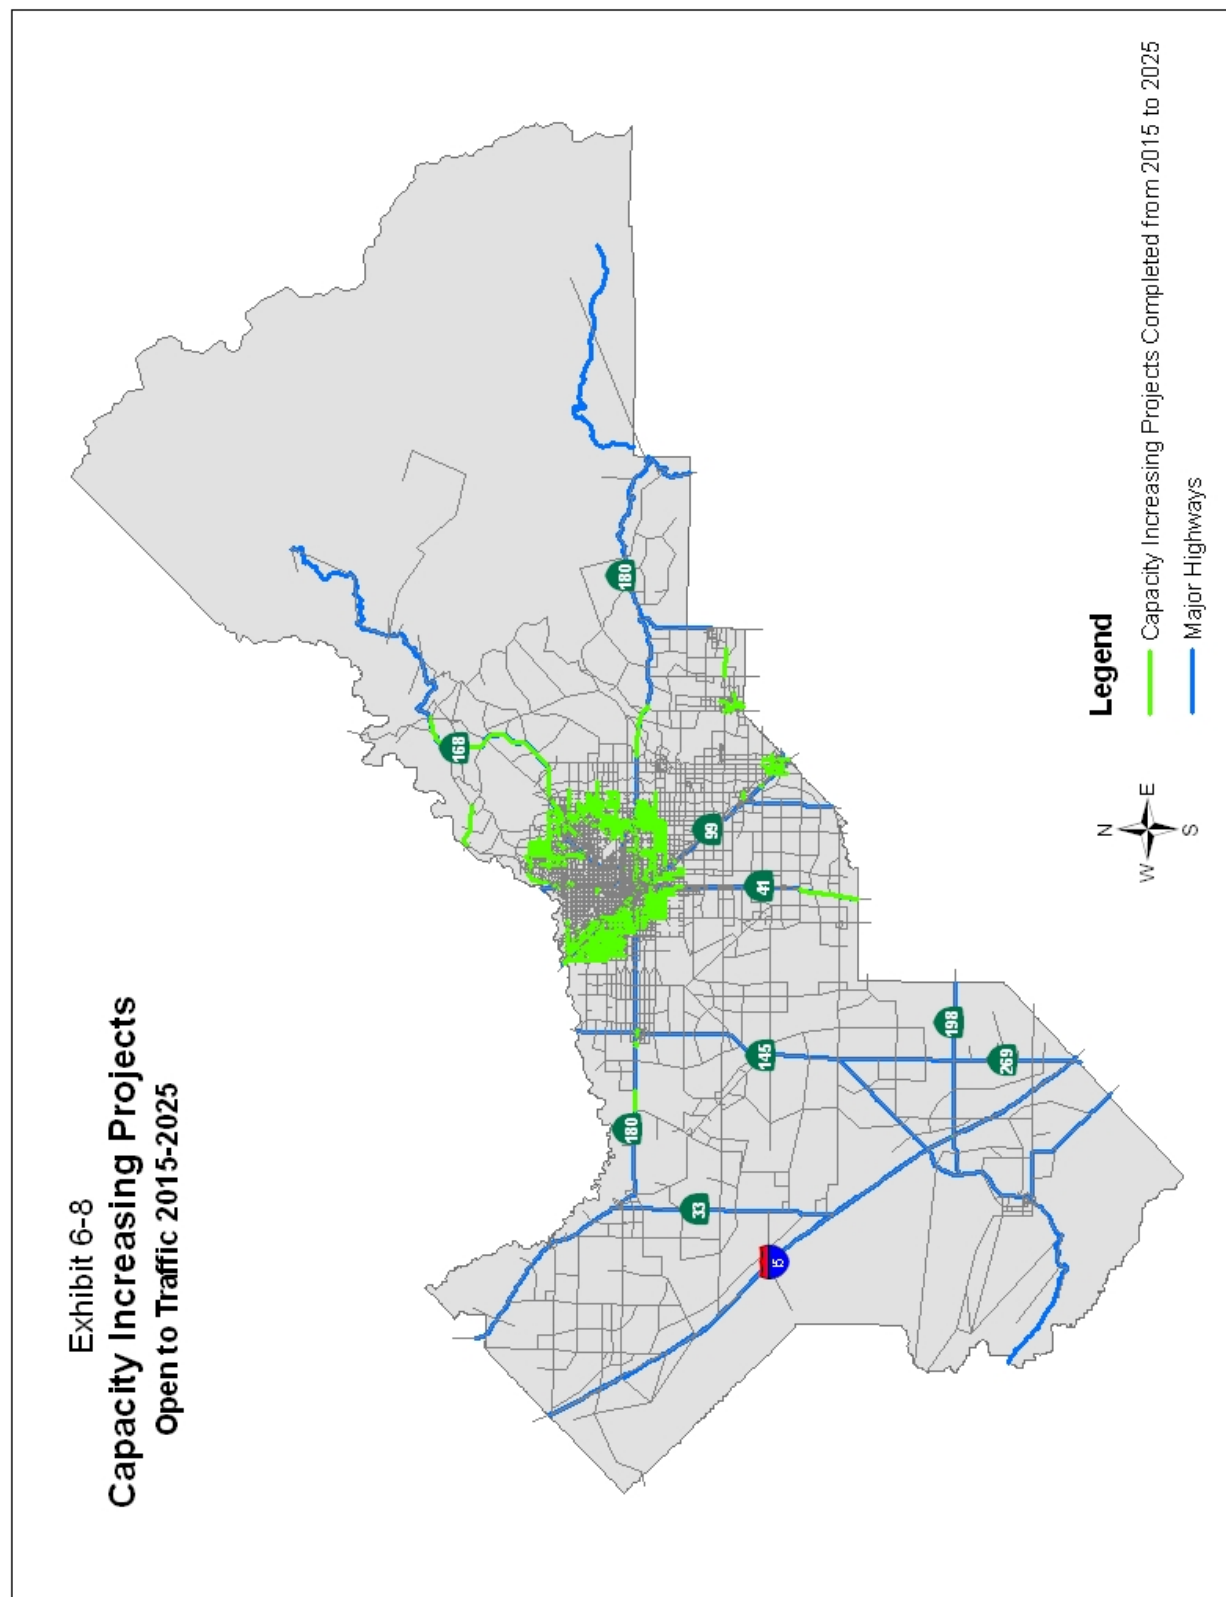 Exhibit 6-8
Capacity Increasing Projects
Open to Traffic 2015-2025
168
180
180
99
41
145
33
I5
198
269
N
W
E
S
Legend
Capacity Increasing Projects Completed from 2015 to 2025
Major Highways